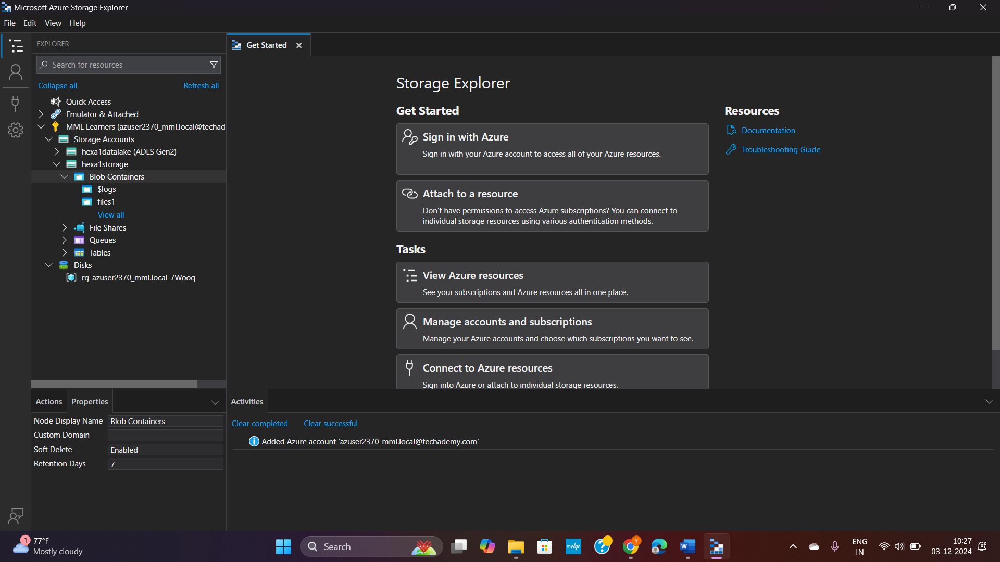 Microsoft Azure Storage Explorer
File Edit View Help
EXPLORER
Search for resources
Collapse all Refresh all
Quick Access
Emulator & Attached
MML Learners (azuser2370_mml.local@techad
Storage Accounts
hexa1datalake (ADLS Gen2)
hexa1storage
Blob Containers
$logs
files1
View all
File Shares
Queues
Tables
Disks
rg-azuser2370_mml.local-7Wooq
Actions Properties
Node Display Name Blob Containers
Custom Domain
Soft Delete Enabled
Retention Days 7
Get Started
Storage Explorer
Get Started
Sign in with Azure
Sign in with your Azure account to access all of your Azure resources.
Attach to a resource
Don't have permissions to access Azure subscriptions? You can connect to
individual storage resources using various authentication methods.
Tasks
View Azure resources
See your subscriptions and Azure resources all in one place.
Manage accounts and subscriptions
Manage your Azure accounts and choose which subscriptions you want to see.
Connect to Azure resources
Sign into Azure or attach to individual storage resources.
Resources
Documentation
Troubleshooting Guide
Activities
Clear completed Clear successful
Added Azure account 'azuser2370_mml.local@techademy.com'
1
77°F
Mostly cloudy
Search
myhp
Y
W
ENG
IN
10:27
03-12-2024